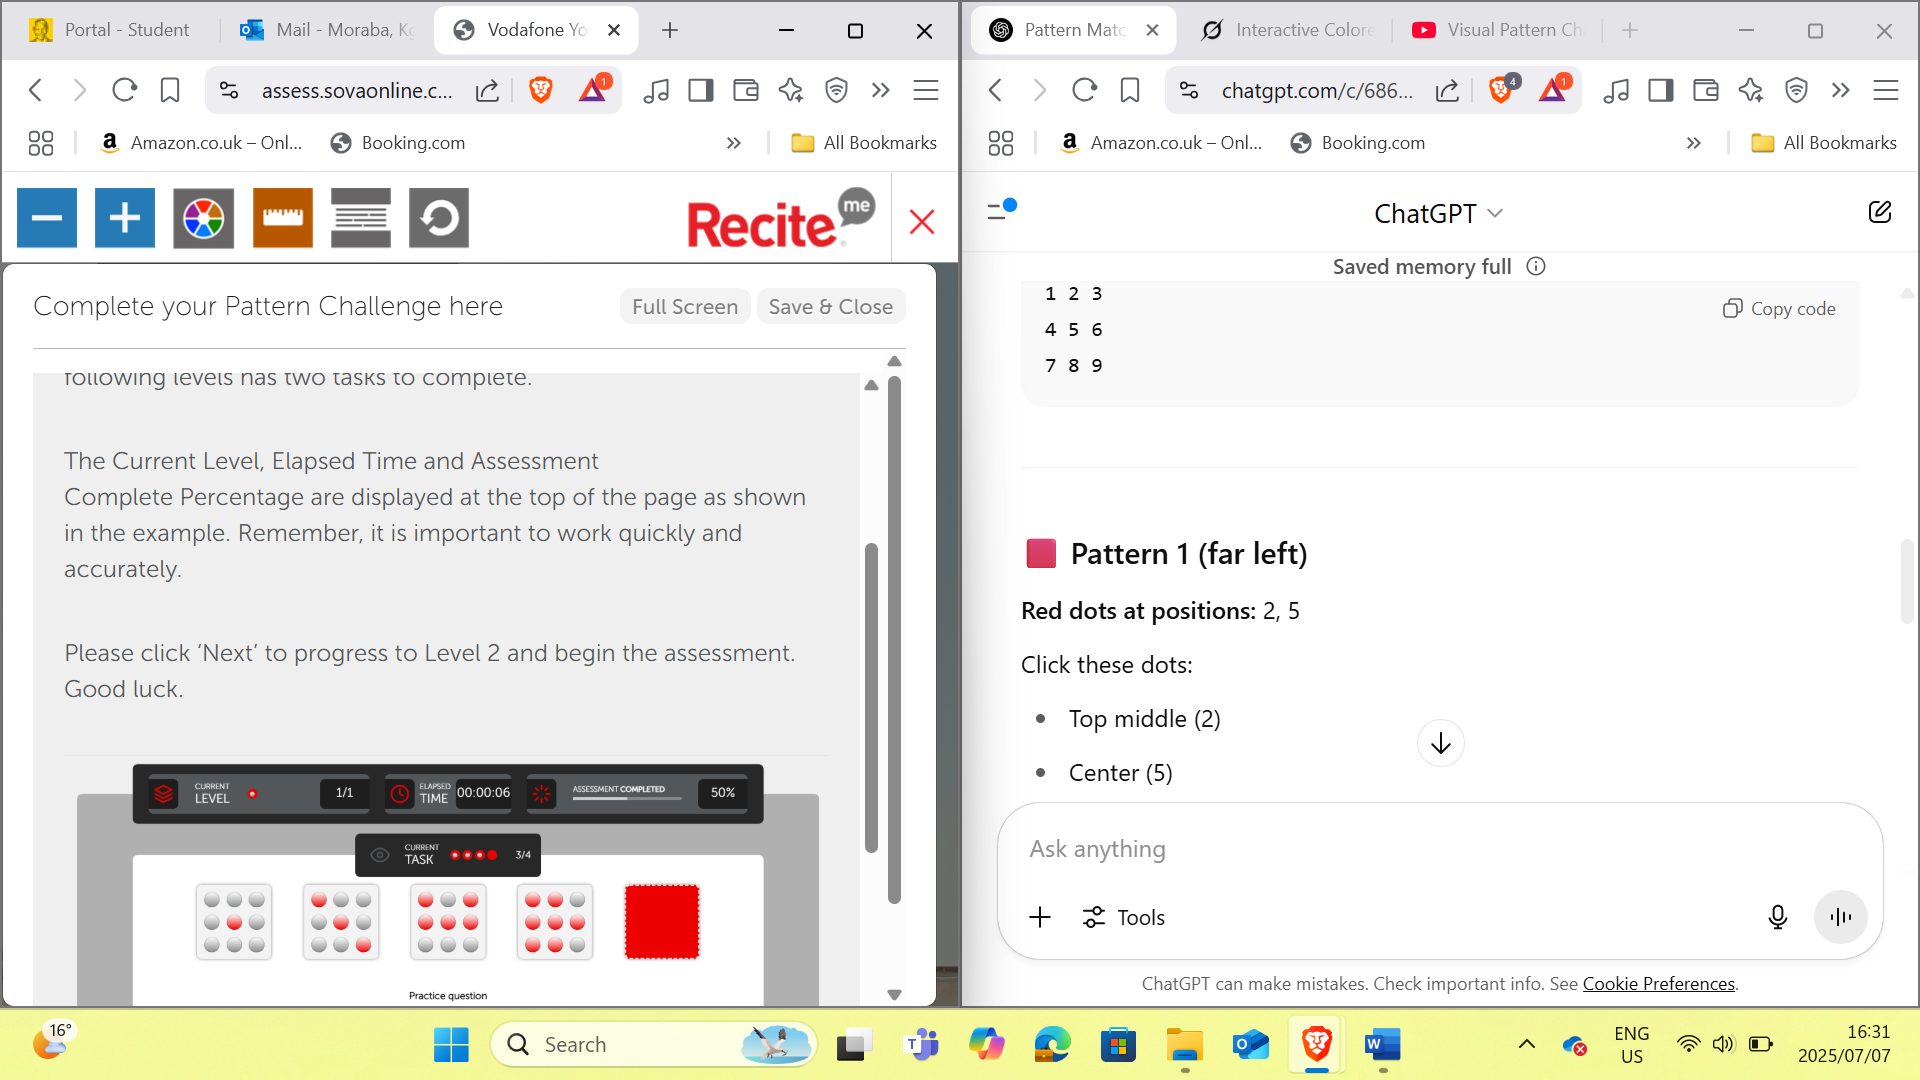 Portal - Student
Mail - Moraba, Kg
Vodafone Yo
assess.sovaonline.c...
1
Amazon.co.uk – Onl...
Booking.com
All Bookmarks
Recite me
Complete your Pattern Challenge here
Full Screen
Save & Close
following levels has two tasks to complete.
The Current Level, Elapsed Time and Assessment
Complete Percentage are displayed at the top of the page as shown
in the example. Remember, it is important to work quickly and
accurately.
Please click ‘Next’ to progress to Level 2 and begin the assessment.
Good luck.
CURRENT
LEVEL
1/1
ELAPSED
TIME
00:00:06
ASSESSMENT COMPLETED
50%
CURRENT
TASK
3/4
Practice question
Pattern Matc
Interactive Colore
Visual Pattern Ch
chatgpt.com/c/686...
4
1
Amazon.co.uk – Onl...
Booking.com
All Bookmarks
ChatGPT
Saved memory full
1 2 3
4 5 6
7 8 9
Copy code
Pattern 1 (far left)
Red dots at positions: 2, 5
Click these dots:
Top middle (2)
Center (5)
Ask anything
Tools
ChatGPT can make mistakes. Check important info. See Cookie Preferences.
16°
Search
ENG
US
16:31
2025/07/07